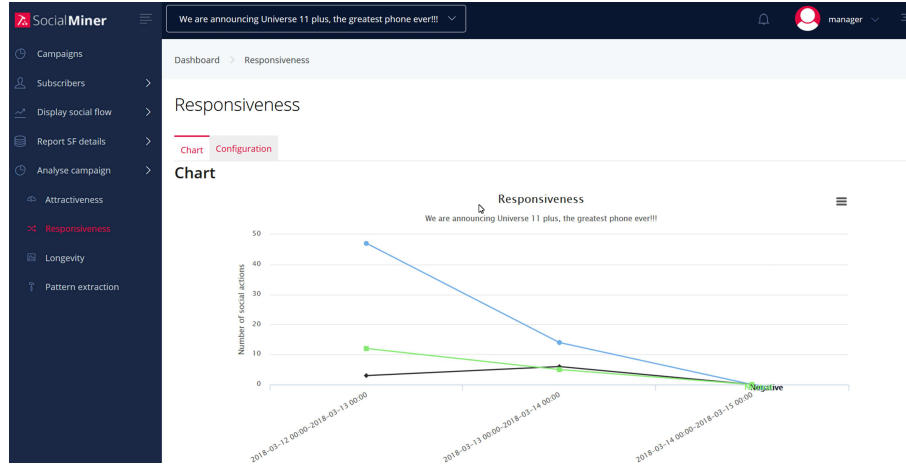 SocialMiner
We are announcing Universe 11 plus, the greatest phone ever!!!
manager
Campaigns
Subscribers
Display social flow
Report SF details
Analyse campaign
Attractiveness
Responsiveness
Longevity
Pattern extraction
Dashboard > Responsiveness
Responsiveness
Chart Configuration
Chart
Responsiveness
We are announcing Universe 11 plus, the greatest phone ever!!!
Number of social actions
50
40
30
20
10
0
Negative
2018-03-12 00:00-2018-03-13 00:00
2018-03-13 00:00-2018-03-14 00:00
2018-03-14 00:00-2018-03-15 00:00